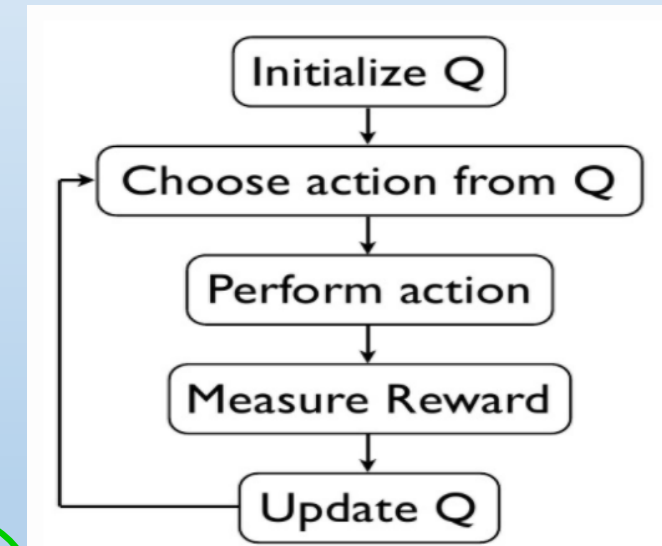 Initialize Q
Choose action from Q
Perform action
Measure Reward
Update Q